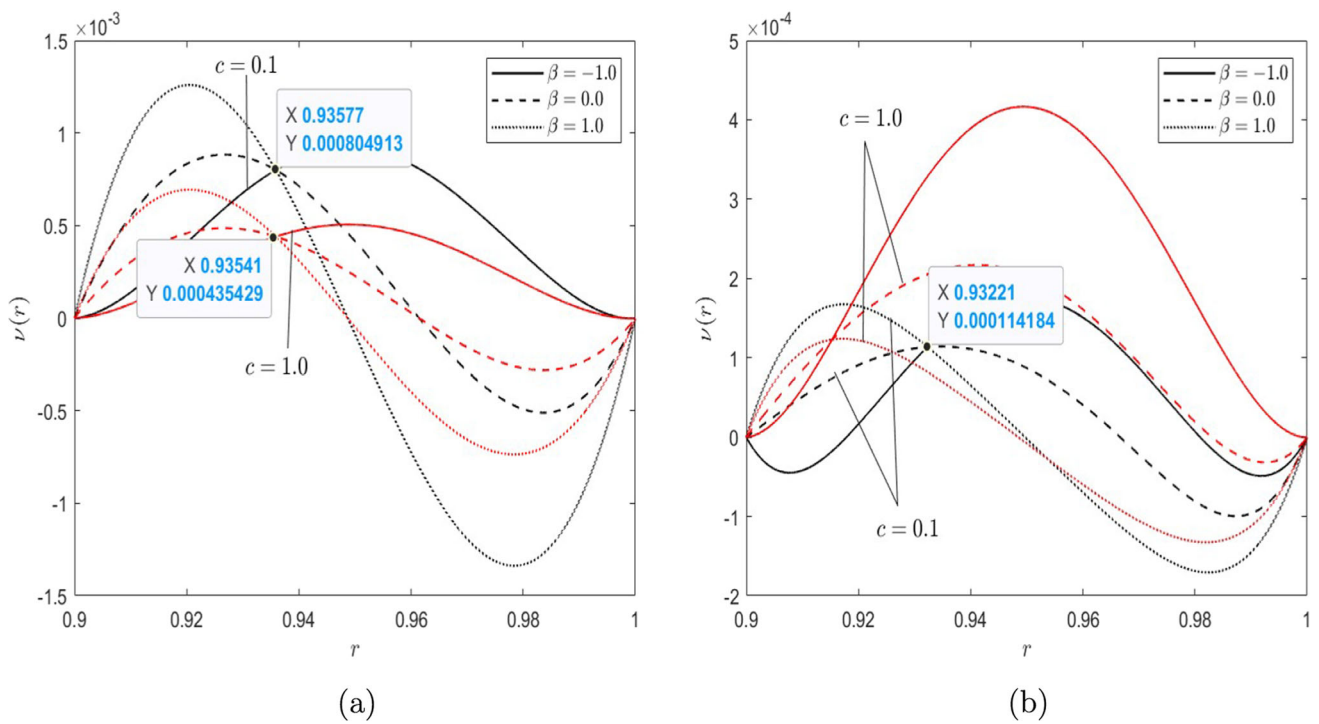 ×10⁻³
1.5
1
0.5
0
-0.5
-1
-1.5
0.9 0.92 0.94 0.96 0.98 1
ν(r)
r
c = 0.1
X 0.93577
Y 0.000804913
X 0.93541
Y 0.000435429
c = 1.0
β = −1.0
β = 0.0
β = 1.0
(a)
×10⁻⁴
5
4
3
2
1
0
-1
-2
0.9 0.92 0.94 0.96 0.98 1
ν(r)
r
c = 1.0
X 0.93221
Y 0.000114184
c = 0.1
β = −1.0
β = 0.0
β = 1.0
(b)